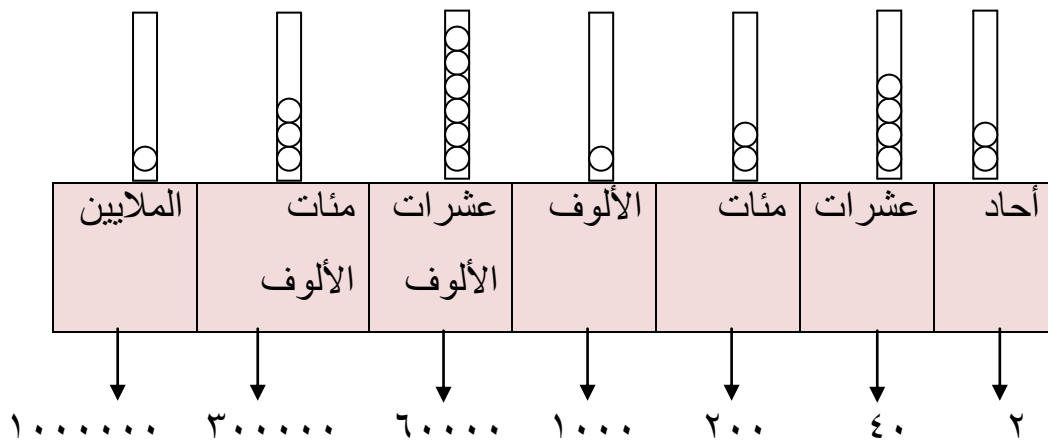 أحاد
عشرات
مئات
الألوف
عشرات
الألوف
مئات
الألوف
الملايين
٢
٤٠
٢٠٠
١٠٠٠
٦٠٠٠٠
٣٠٠٠٠٠
١٠٠٠٠٠٠